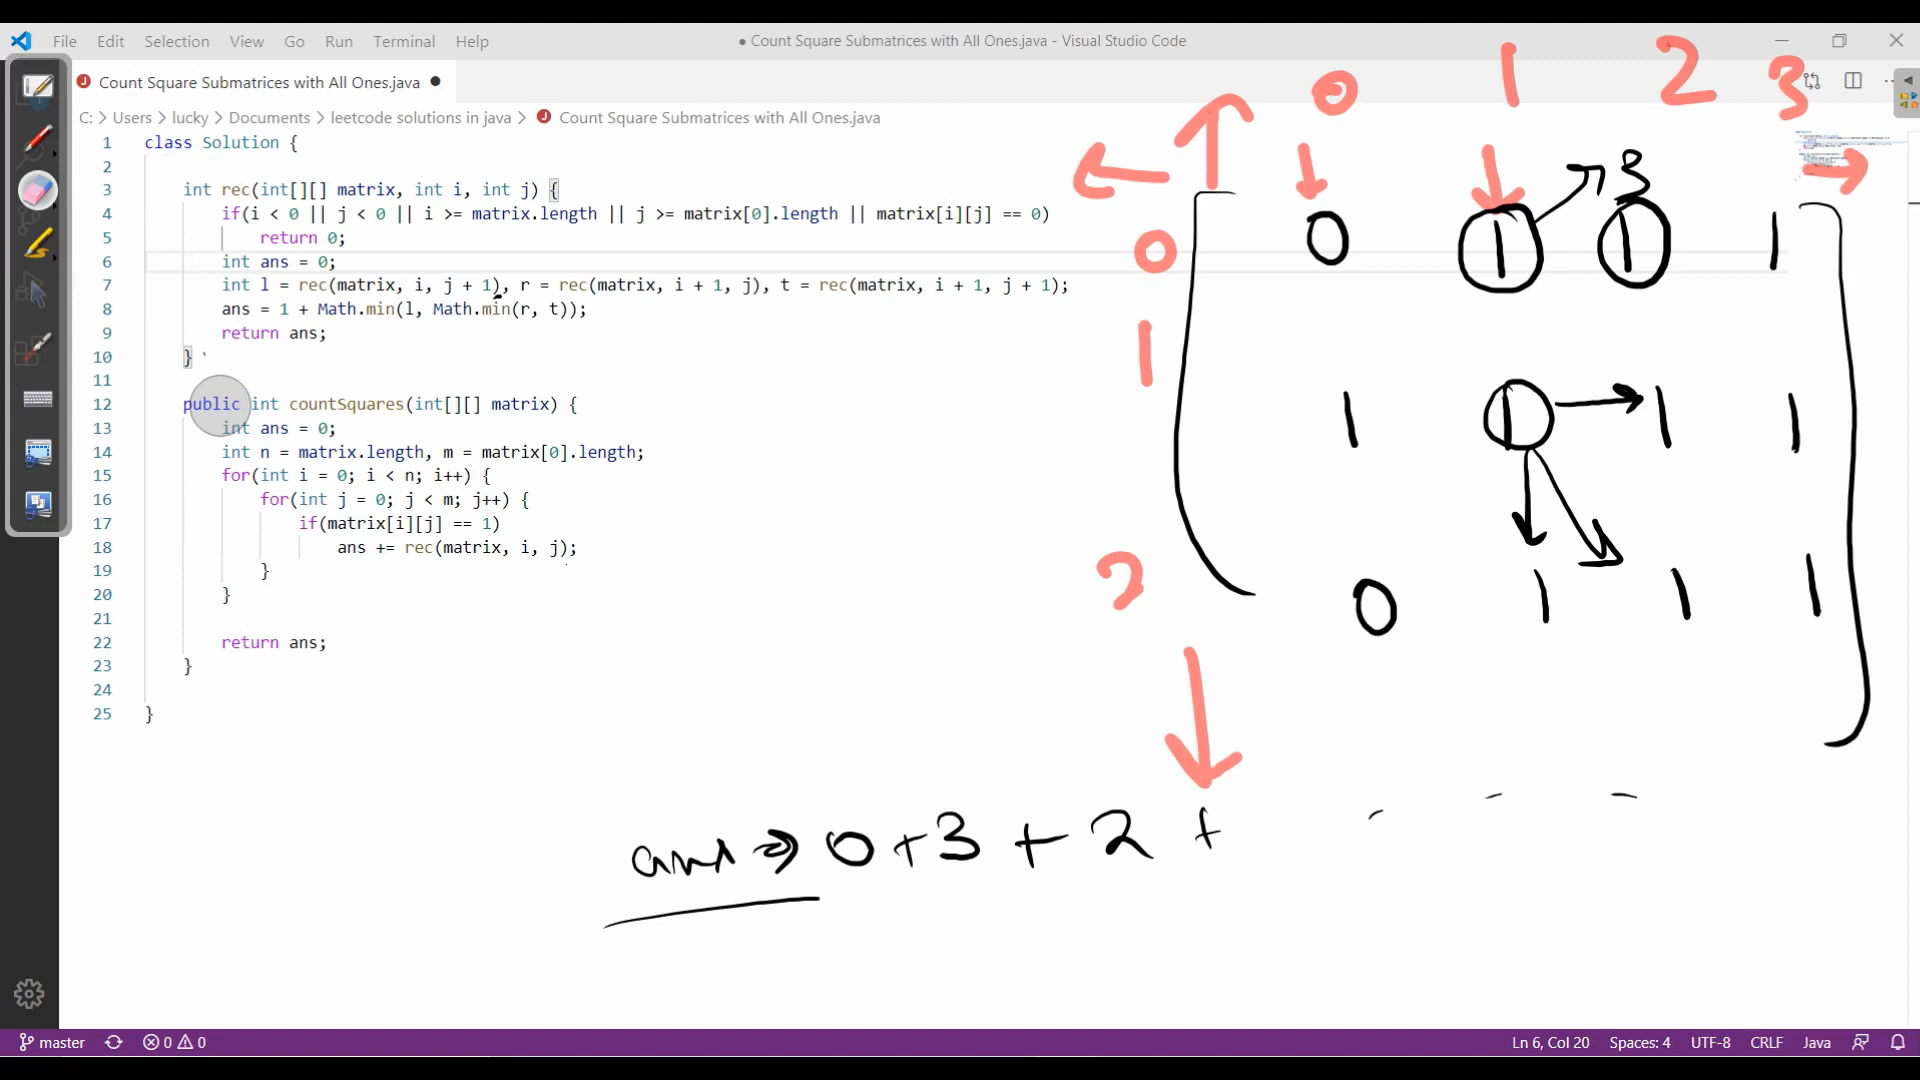 File Edit Selection View Go Run Terminal Help
● Count Square Submatrices with All Ones.java - Visual Studio Code
Count Square Submatrices with All Ones.java ●
C: > Users > lucky > Documents > leetcode solutions in java > Count Square Submatrices with All Ones.java
1 class Solution {
2
3 int rec(int[][] matrix, int i, int j) {
4 if(i < 0 || j < 0 || i >= matrix.length || j >= matrix[0].length || matrix[i][j] == 0)
5 return 0;
6 int ans = 0;
7 int l = rec(matrix, i, j + 1), r = rec(matrix, i + 1, j), t = rec(matrix, i + 1, j + 1);
8 ans = 1 + Math.min(l, Math.min(r, t));
9 return ans;
10 }
11
12 public int countSquares(int[][] matrix) {
13 int ans = 0;
14 int n = matrix.length, m = matrix[0].length;
15 for(int i = 0; i < n; i++) {
16 for(int j = 0; j < m; j++) {
17 if(matrix[i][j] == 1)
18 ans += rec(matrix, i, j);
19 }
20 }
21
22 return ans;
23 }
24
25 }
0 1 2 3
3
0 0 1 1 1
1 1 1 1 1
2 0 1 1 1
ans ⇒ 0 + 3 + 2 + - - -
master 0 0 Ln 6, Col 20 Spaces: 4 UTF-8 CRLF Java